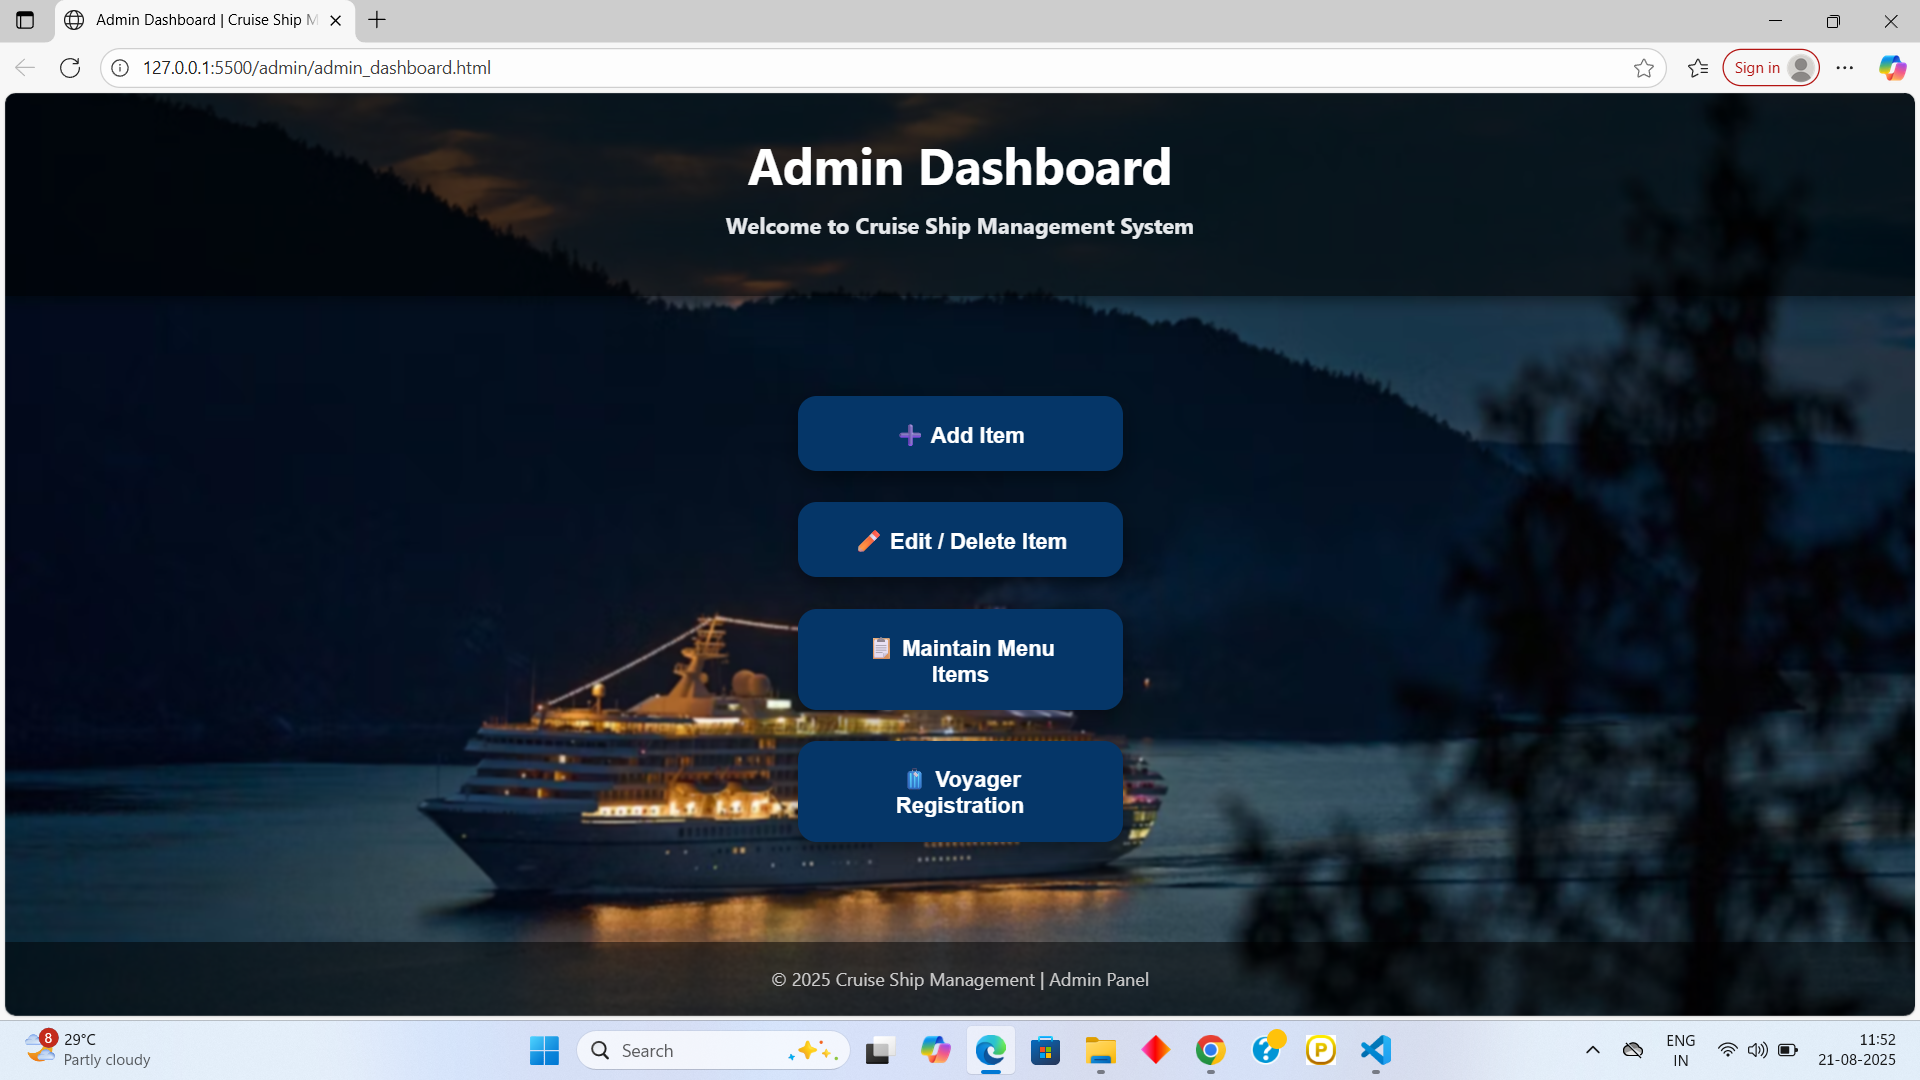 Admin Dashboard | Cruise Ship M
127.0.0.1:5500/admin/admin_dashboard.html
Sign in
Admin Dashboard
Welcome to Cruise Ship Management System
Add Item
Edit / Delete Item
Maintain Menu
Items
Voyager
Registration
© 2025 Cruise Ship Management | Admin Panel
8
29°C
Partly cloudy
Search
P
ENG
IN
11:52
21-08-2025